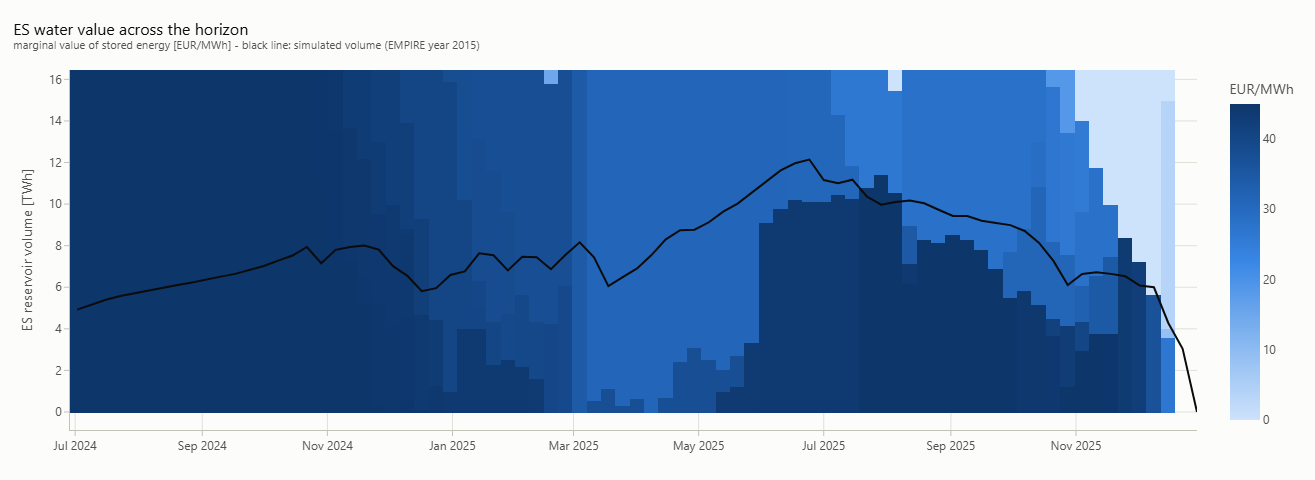 ES water value across the horizon
marginal value of stored energy [EUR/MWh] - black line: simulated volume (EMPIRE year 2015)
EUR/MWh
ES reservoir volume [TWh]
16
14
12
10
8
6
4
2
0
40
30
20
10
0
Jul 2024
Sep 2024
Nov 2024
Jan 2025
Mar 2025
May 2025
Jul 2025
Sep 2025
Nov 2025